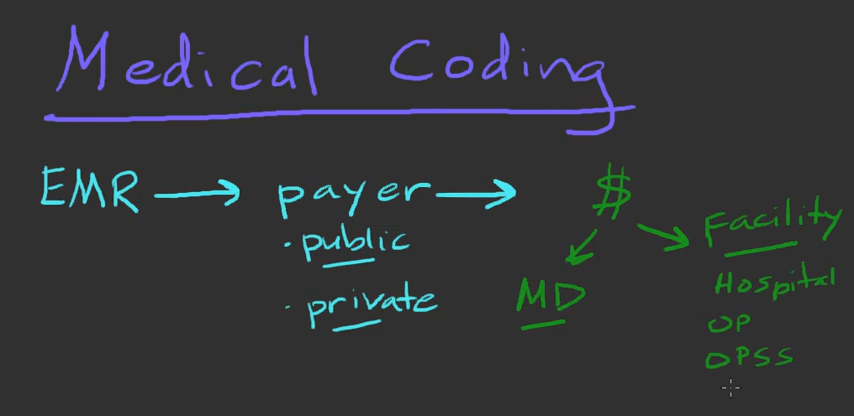 Medical Coding
EMR → payer → $
· public
· private
MD
Facility
Hospital
OP
OPSS